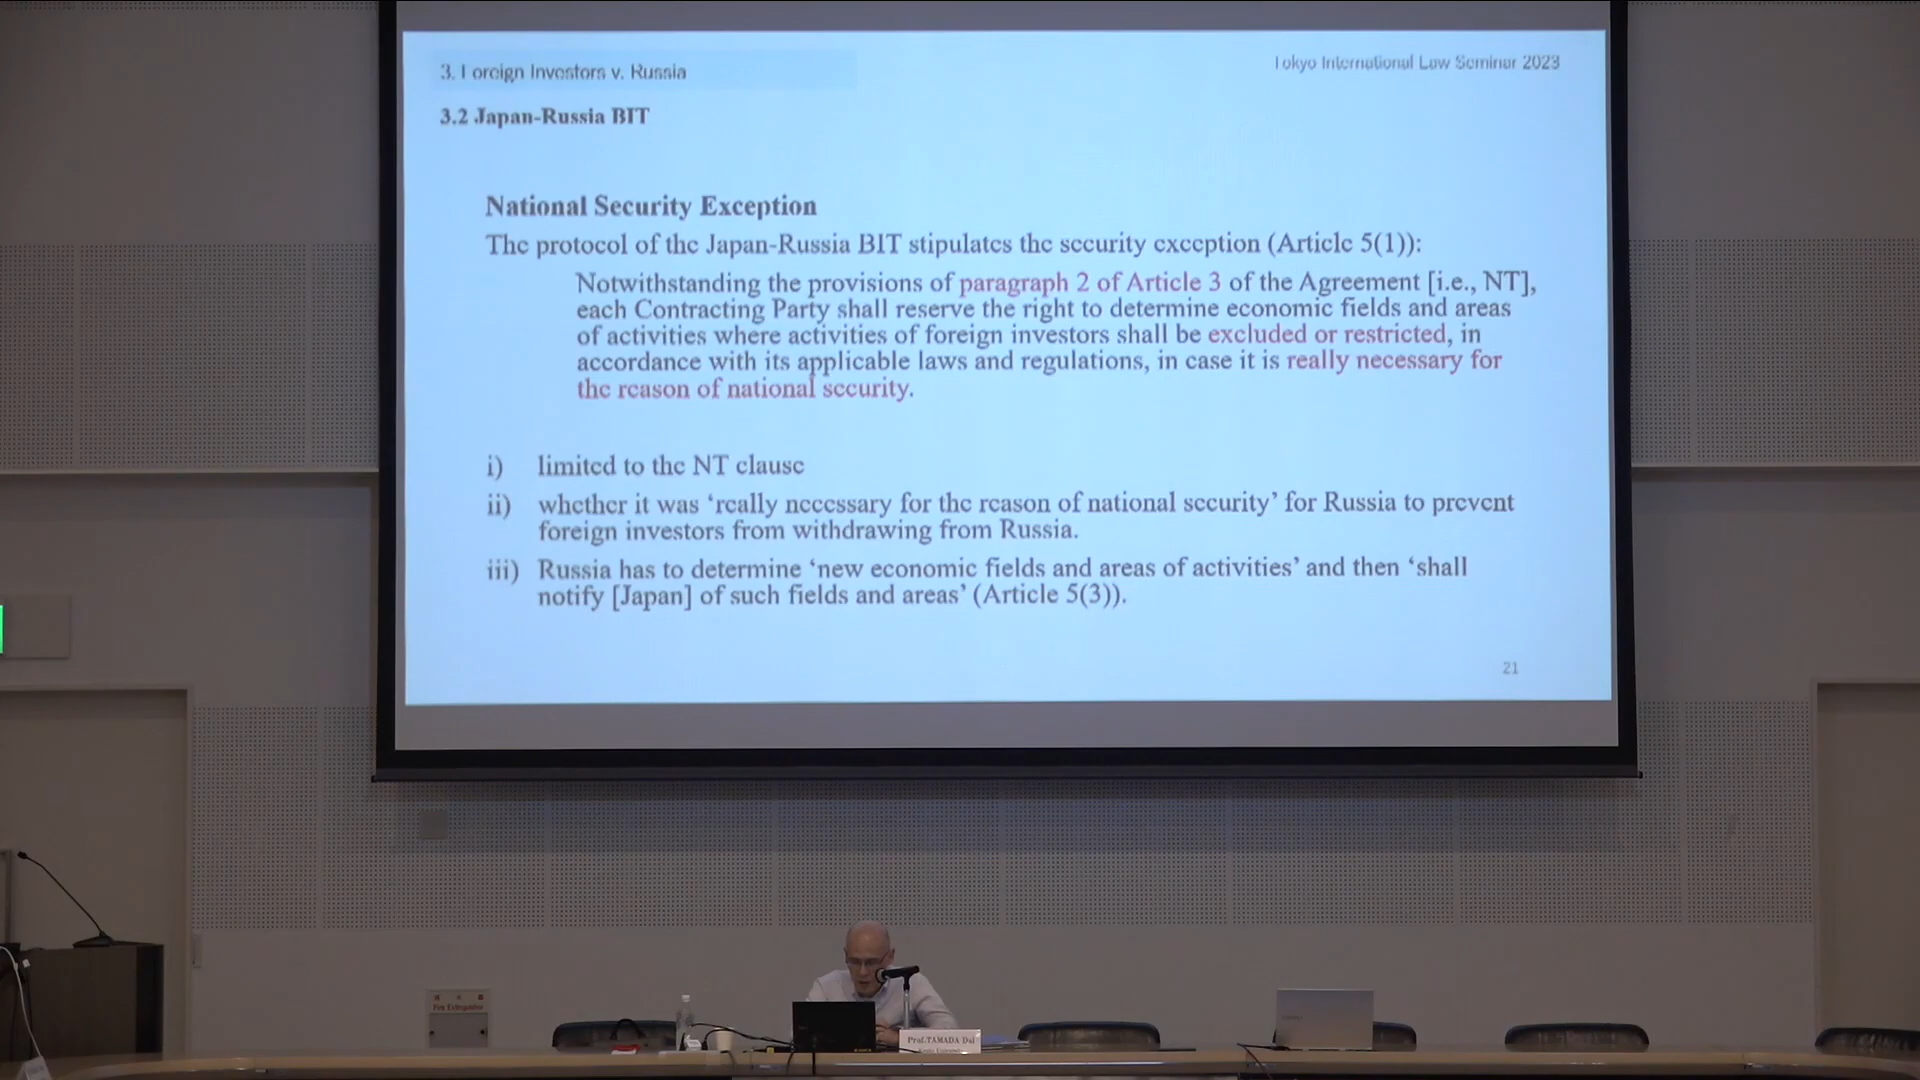 3. Foreign Investors v. Russia
Tokyo International Law Seminar 2023
3.2 Japan-Russia BIT
National Security Exception
The protocol of the Japan-Russia BIT stipulates the security exception (Article 5(1)):
Notwithstanding the provisions of paragraph 2 of Article 3 of the Agreement [i.e., NT],
each Contracting Party shall reserve the right to determine economic fields and areas
of activities where activities of foreign investors shall be excluded or restricted, in
accordance with its applicable laws and regulations, in case it is really necessary for
the reason of national security.
i) limited to the NT clause
ii) whether it was ‘really necessary for the reason of national security’ for Russia to prevent
foreign investors from withdrawing from Russia.
iii) Russia has to determine ‘new economic fields and areas of activities’ and then ‘shall
notify [Japan] of such fields and areas’ (Article 5(3)).
21
Fire Extinguisher
Prof.TAMADA Dai